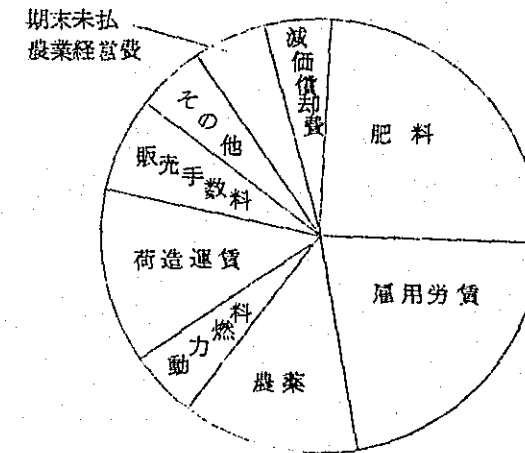 期末未払
農業経営費
減価償却費
肥料
雇用労賃
農薬
動力燃料
荷造運賃
販売手数料
その他